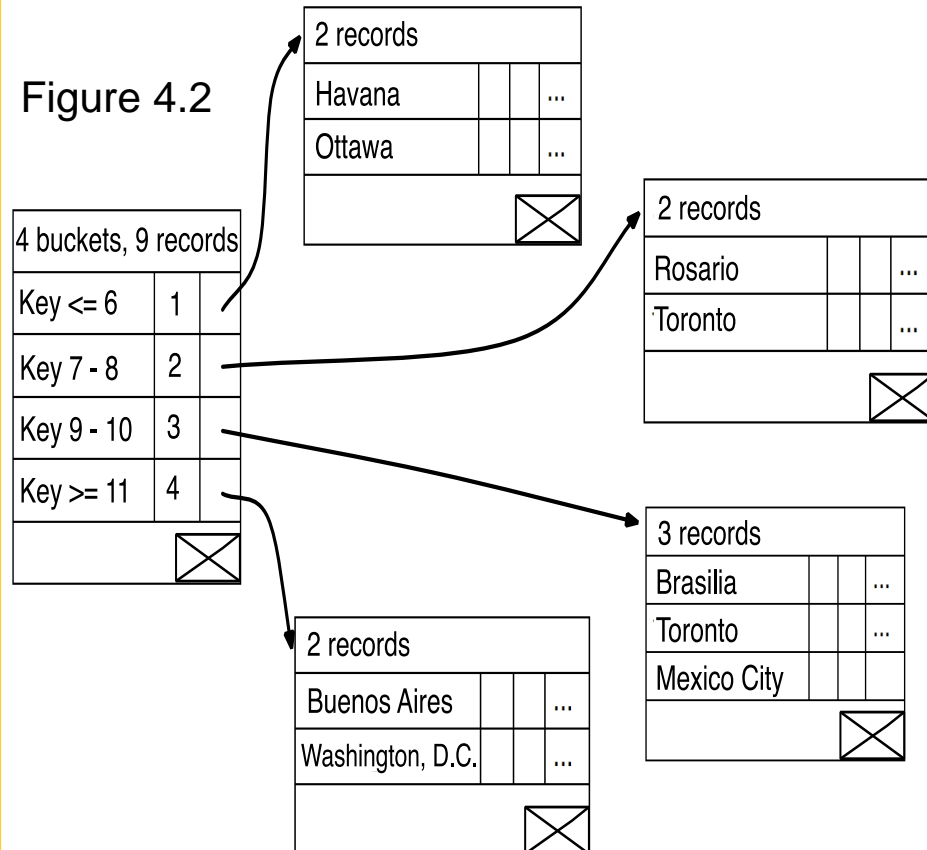 Figure 4.2
4 buckets, 9 records
Key <= 6 1
Key 7 - 8 2
Key 9 - 10 3
Key >= 11 4
2 records
Havana ...
Ottawa ...
2 records
Rosario ...
Toronto ...
3 records
Brasilia ...
Toronto ...
Mexico City
2 records
Buenos Aires ...
Washington, D.C. ...